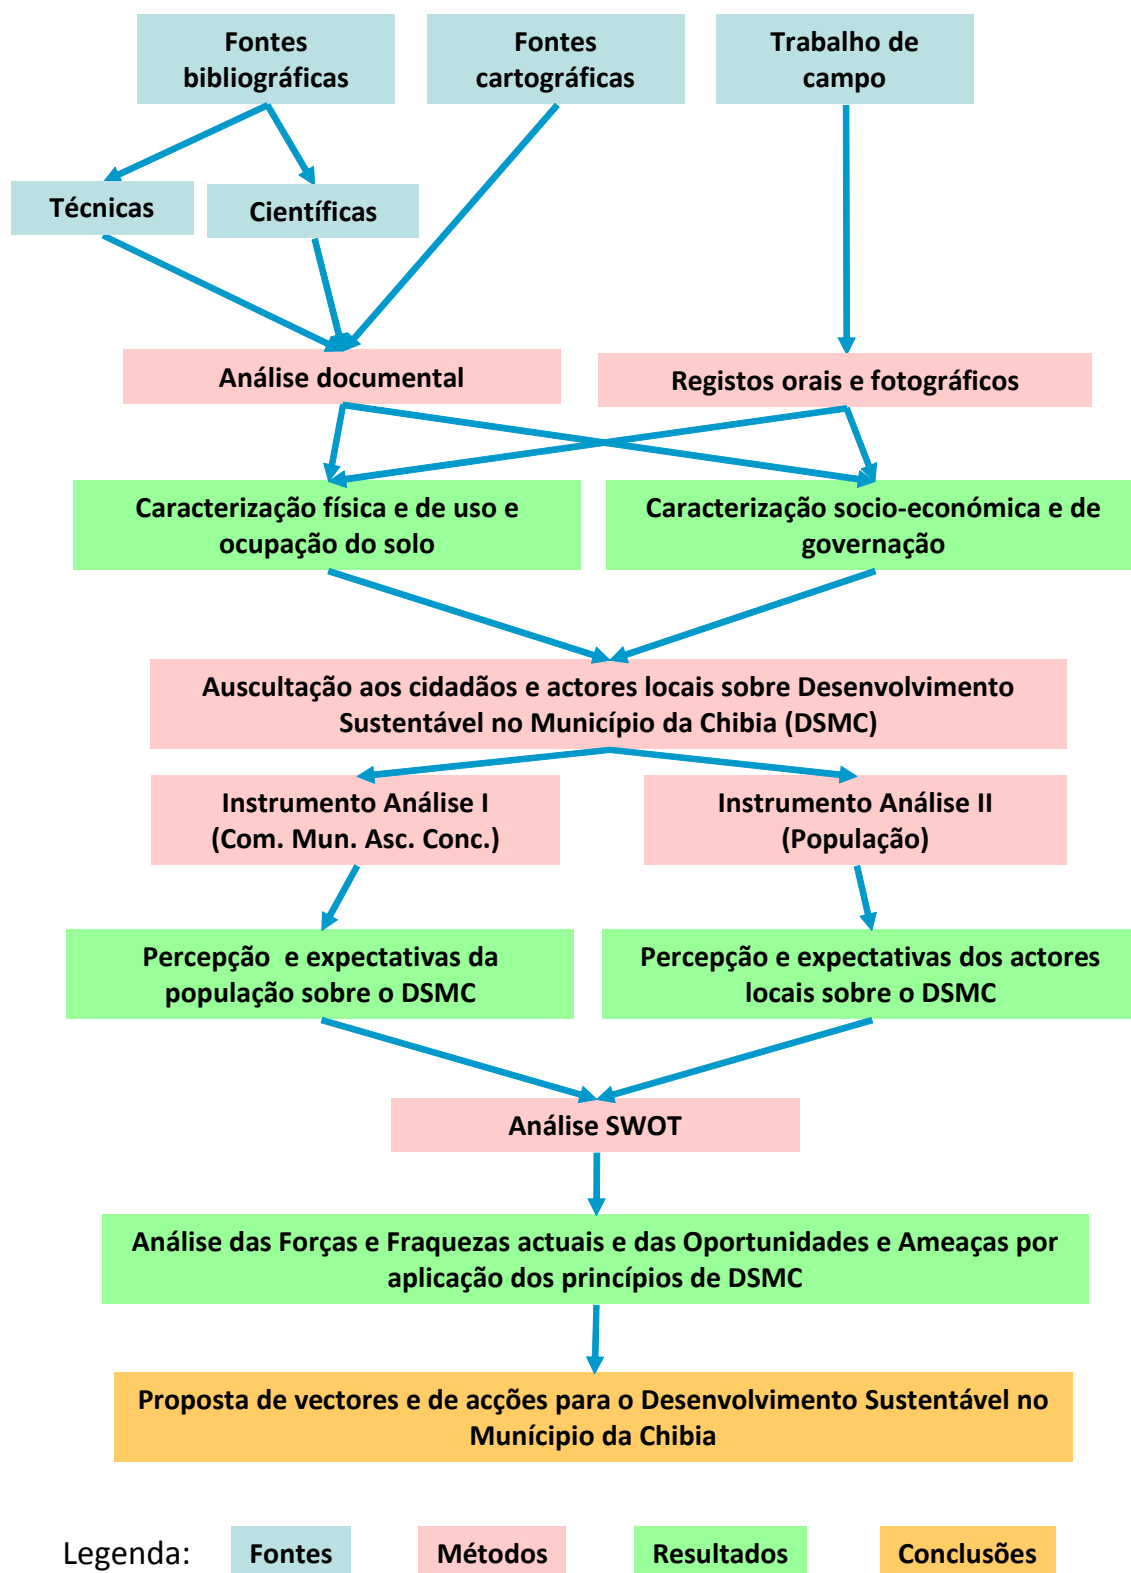 Fontes
bibliográficas
Fontes
cartográficas
Trabalho de
campo
Técnicas
Científicas
Análise documental
Registos orais e fotográficos
Caracterização física e de uso e
ocupação do solo
Caracterização socio-económica e de
governação
Auscultação aos cidadãos e actores locais sobre Desenvolvimento
Sustentável no Município da Chibia (DSMC)
Instrumento Análise I
(Com. Mun. Asc. Conc.)
Instrumento Análise II
(População)
Percepção e expectativas da
população sobre o DSMC
Percepção e expectativas dos actores
locais sobre o DSMC
Análise SWOT
Análise das Forças e Fraquezas actuais e das Oportunidades e Ameaças por
aplicação dos princípios de DSMC
Proposta de vectores e de acções para o Desenvolvimento Sustentável no
Munícipio da Chibia
Legenda: Fontes Métodos Resultados Conclusões